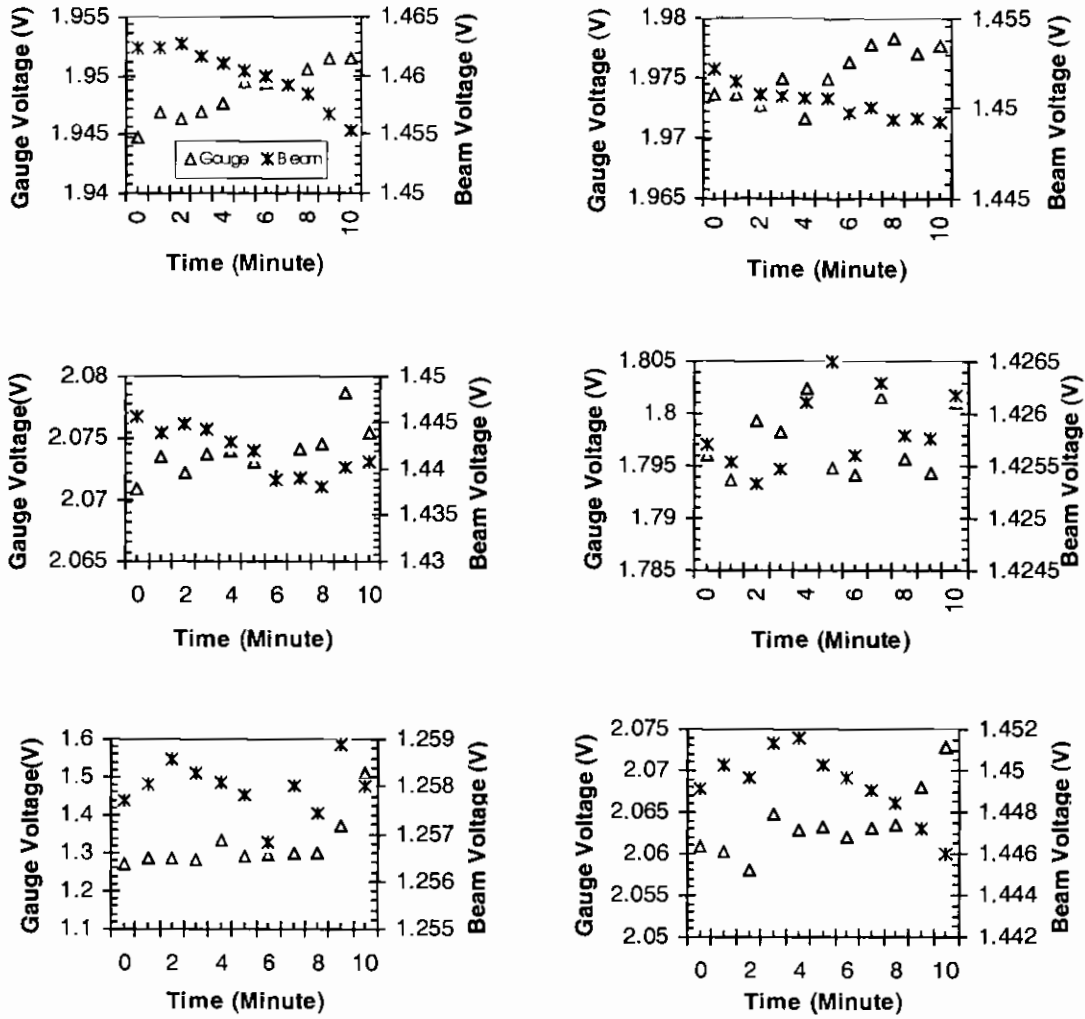 Gauge Voltage (V)
1.955
1.95
1.945
1.94
Gauge Beam
1.465
1.46
1.455
1.45
Beam Voltage (V)
0 2 4 6 8 10
Time (Minute)
Gauge Voltage (V)
1.98
1.975
1.97
1.965
1.455
1.45
1.445
Beam Voltage (V)
0 2 4 6 8 10
Time (Minute)
Gauge Voltage(V)
2.08
2.075
2.07
2.065
1.45
1.445
1.440
1.435
1.430
Beam Voltage (V)
0 2 4 6 8 10
Time (Minute)
Gauge Voltage (V)
1.805
1.8
1.795
1.79
1.785
1.4265
1.426
1.4255
1.425
1.4245
Beam Voltage (V)
0 2 4 6 8 10
Time (Minute)
Gauge Voltage(V)
1.6
1.5
1.4
1.3
1.2
1.1
1.259
1.258
1.257
1.256
1.255
Beam Voltage (V)
0 2 4 6 8 10
Time (Minute)
Gauge Voltage (V)
2.075
2.07
2.065
2.06
2.055
2.05
1.452
1.45
1.448
1.446
1.444
1.442
Beam Voltage (V)
0 2 4 6 8 10
Time (Minute)